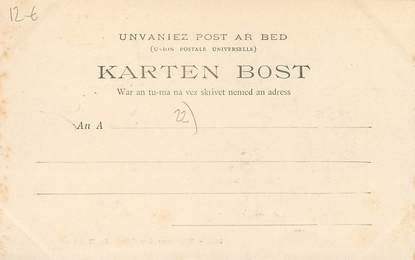 12-6
UNVANIEZ POST AR BED
(UNION POSTALE UNIVERSELLE)
KARTEN BOST
War an tu-ma na vez skrivet nemed an adress
22)
An A